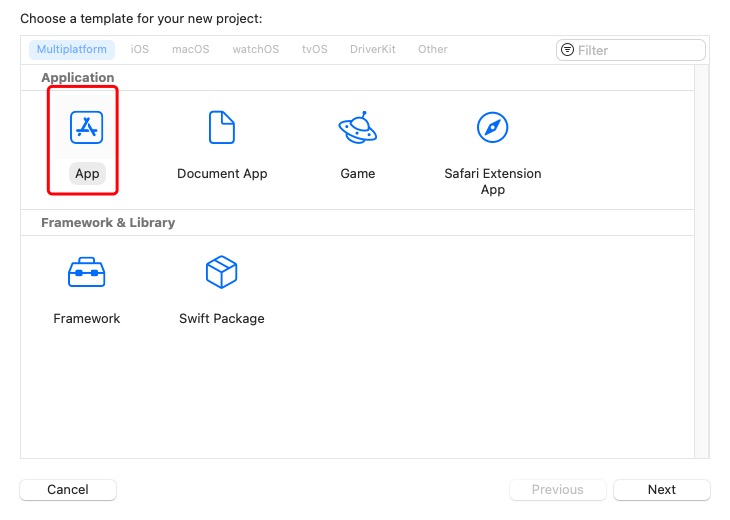 Choose a template for your new project:
Multiplatform iOS macOS watchOS tvOS DriverKit Other Filter
Application
App Document App Game Safari Extension App
Framework & Library
Framework Swift Package
Cancel Previous Next